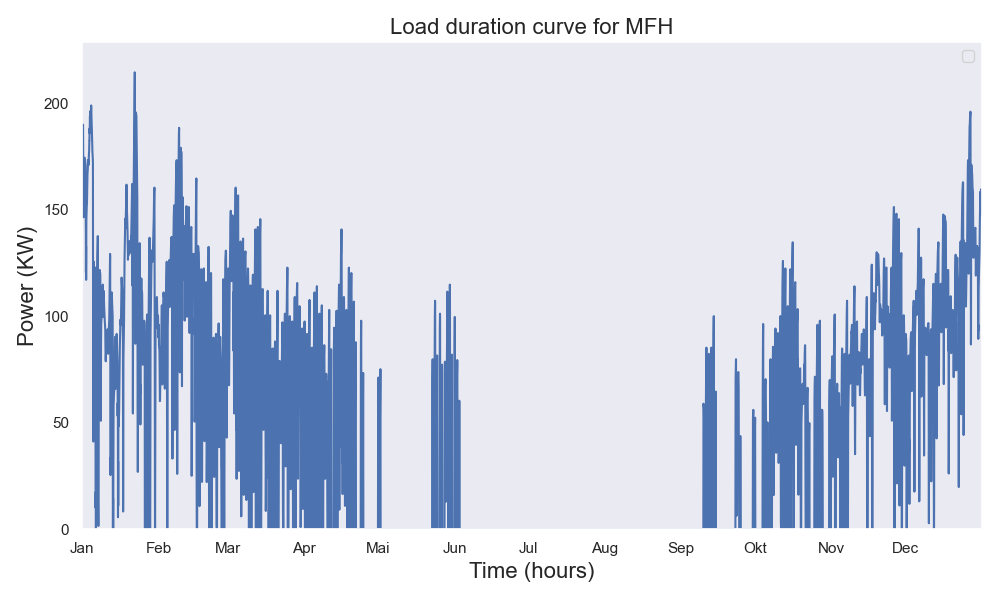 Load duration curve for MFH
Power (KW)
200
150
100
50
0
Jan Feb Mar Apr Mai Jun Jul Aug Sep Okt Nov Dec
Time (hours)